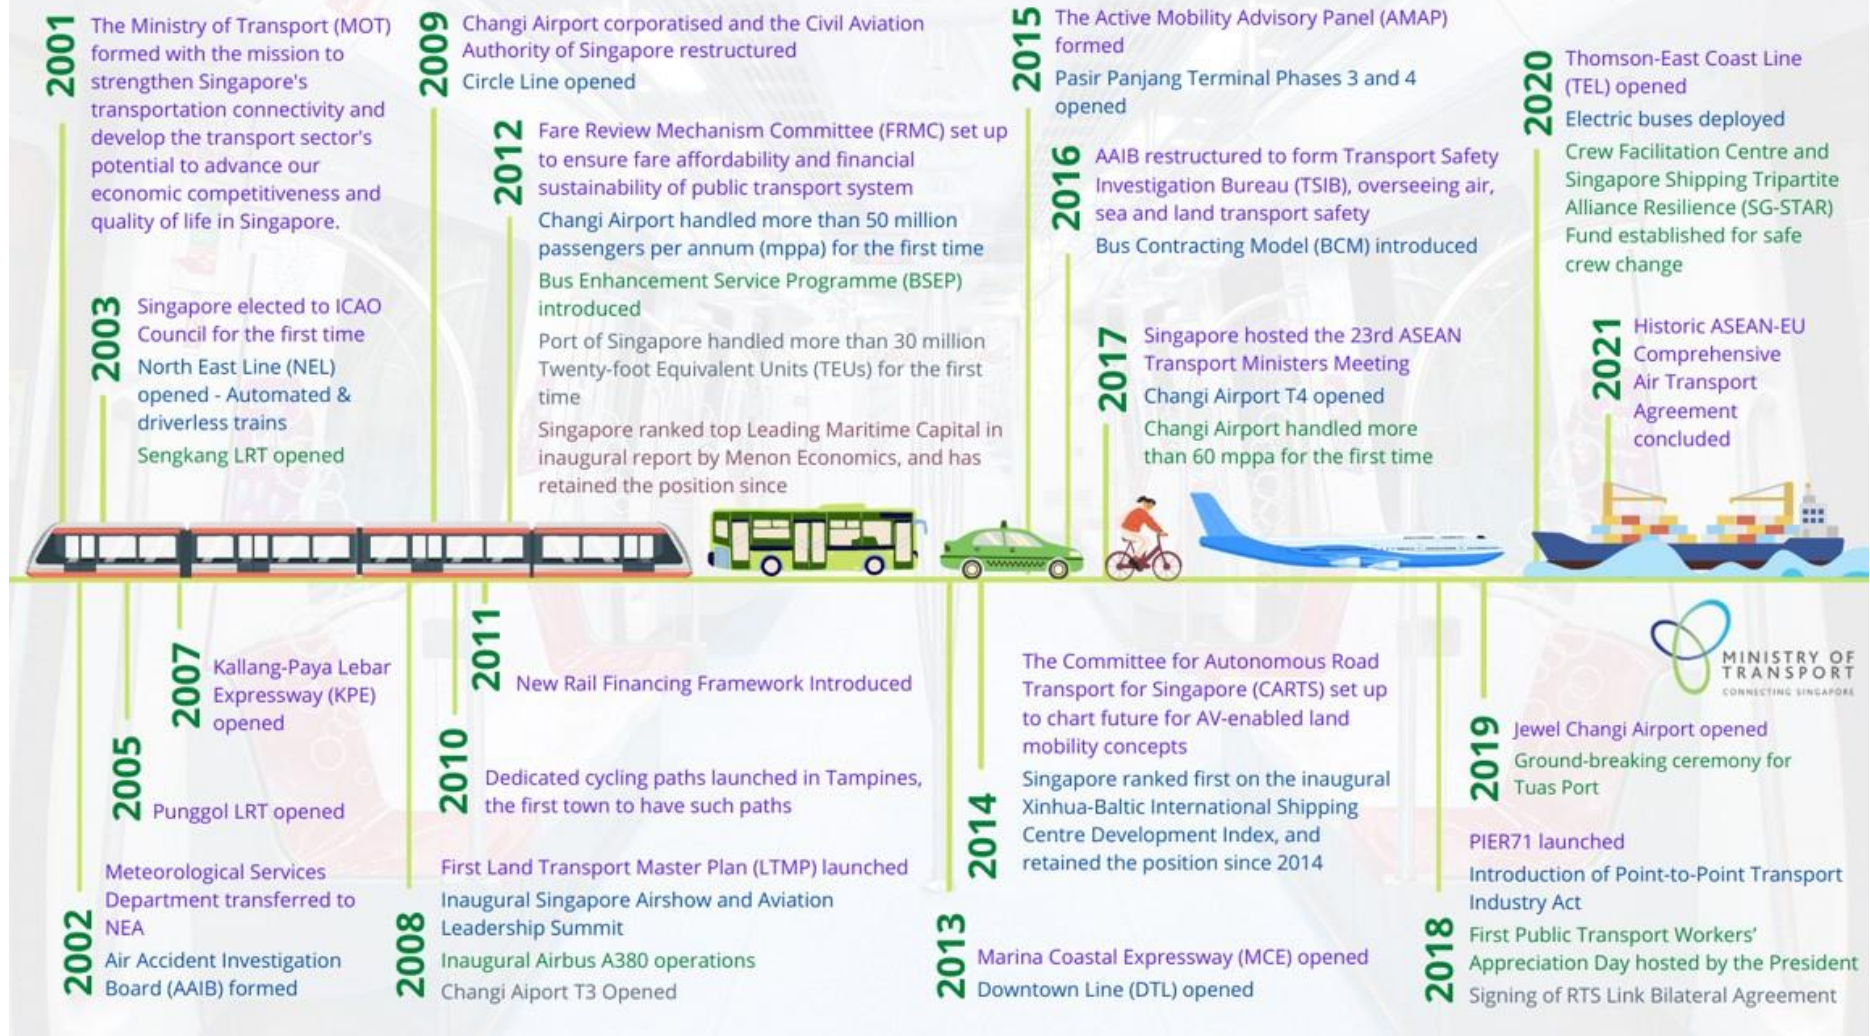 2001
The Ministry of Transport (MOT)
formed with the mission to
strengthen Singapore's
transportation connectivity and
develop the transport sector's
potential to advance our
economic competitiveness and
quality of life in Singapore.
2003
Singapore elected to ICAO
Council for the first time
North East Line (NEL)
opened - Automated &
driverless trains
Sengkang LRT opened
2009
Changi Airport corporatised and the Civil Aviation
Authority of Singapore restructured
Circle Line opened
2012
Fare Review Mechanism Committee (FRMC) set up
to ensure fare affordability and financial
sustainability of public transport system
Changi Airport handled more than 50 million
passengers per annum (mppa) for the first time
Bus Enhancement Service Programme (BSEP)
introduced
Port of Singapore handled more than 30 million
Twenty-foot Equivalent Units (TEUs) for the first
time
Singapore ranked top Leading Maritime Capital in
inaugural report by Menon Economics, and has
retained the position since
2015
The Active Mobility Advisory Panel (AMAP)
formed
Pasir Panjang Terminal Phases 3 and 4
opened
2016
AAIB restructured to form Transport Safety
Investigation Bureau (TSIB), overseeing air,
sea and land transport safety
Bus Contracting Model (BCM) introduced
2017
Singapore hosted the 23rd ASEAN
Transport Ministers Meeting
Changi Airport T4 opened
Changi Airport handled more
than 60 mppa for the first time
2020
Thomson-East Coast Line
(TEL) opened
Electric buses deployed
Crew Facilitation Centre and
Singapore Shipping Tripartite
Alliance Resilience (SG-STAR)
Fund established for safe
crew change
2021
Historic ASEAN-EU
Comprehensive
Air Transport
Agreement
concluded
2002
Meteorological Services
Department transferred to
NEA
Air Accident Investigation
Board (AAIB) formed
2005
Punggol LRT opened
2007
Kallang-Paya Lebar
Expressway (KPE)
opened
2008
First Land Transport Master Plan (LTMP) launched
Inaugural Singapore Airshow and Aviation
Leadership Summit
Inaugural Airbus A380 operations
Changi Aiport T3 Opened
2010
Dedicated cycling paths launched in Tampines,
the first town to have such paths
2011
New Rail Financing Framework Introduced
2013
Marina Coastal Expressway (MCE) opened
Downtown Line (DTL) opened
2014
The Committee for Autonomous Road
Transport for Singapore (CARTS) set up
to chart future for AV-enabled land
mobility concepts
Singapore ranked first on the inaugural
Xinhua-Baltic International Shipping
Centre Development Index, and
retained the position since 2014
2018
PIER71 launched
Introduction of Point-to-Point Transport
Industry Act
First Public Transport Workers'
Appreciation Day hosted by the President
Signing of RTS Link Bilateral Agreement
2019
Jewel Changi Airport opened
Ground-breaking ceremony for
Tuas Port
MINISTRY OF
TRANSPORT
CONNECTING SINGAPORE